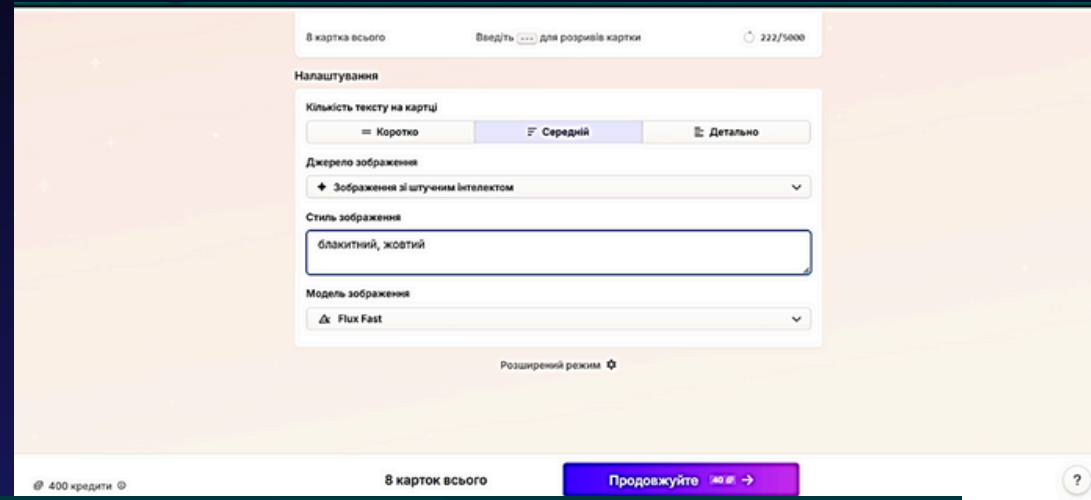 8 картка всього Введіть --- для розривів картки 222/5000
Налаштування
Кількість тексту на картці
Коротко Середній Детально
Джерело зображення
Зображення зі штучним інтелектом
Стиль зображення
блакитний, жовтий
Модель зображення
Flux Fast
Розширений режим
400 кредити 8 карток всього Продовжуйте 40 ?